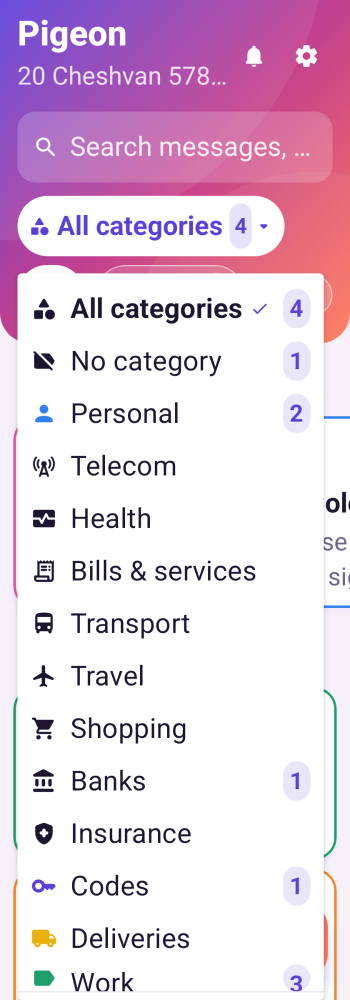 Pigeon
20 Cheshvan 578...
Search messages, ...
All categories 4
All categories 4
No category 1
Personal 2
Telecom
Health
Bills & services
Transport
Travel
Shopping
Banks 1
Insurance
Codes 1
Deliveries
Work 3